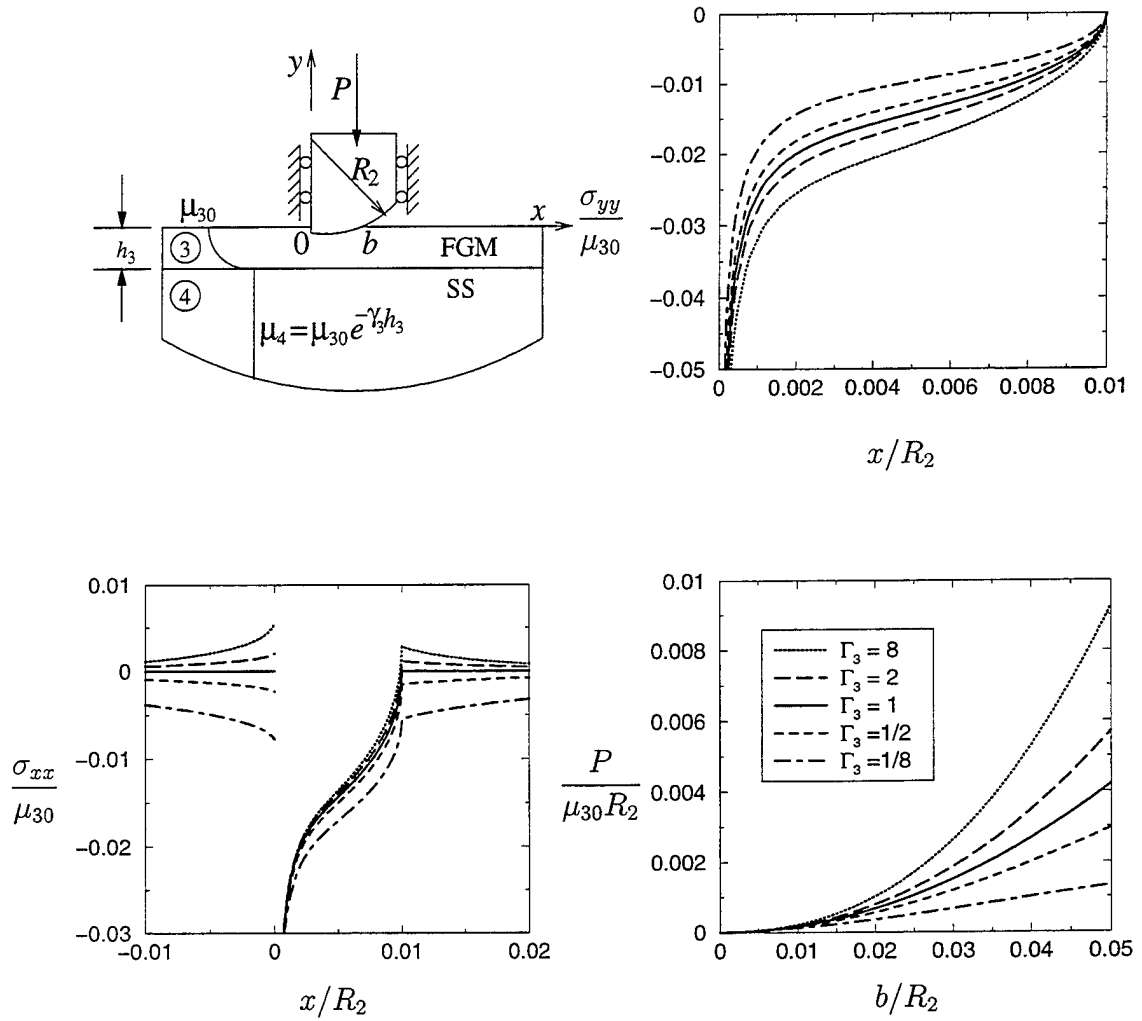 y
P
R₂
μ₃₀
x
0
b
h₃
③
FGM
④
SS
μ₄=μ₃₀e^{-γ₃h₃}
σ_yy
μ₃₀
0
−0.01
−0.02
−0.03
−0.04
−0.05
0 0.002 0.004 0.006 0.008 0.01
x/R₂
σ_xx
μ₃₀
0.01
0
−0.01
−0.02
−0.03
−0.01 0 0.01 0.02
x/R₂
P
μ₃₀R₂
0.01
0.008
0.006
0.004
0.002
0
Γ₃ = 8
Γ₃ = 2
Γ₃ = 1
Γ₃ =1/2
Γ₃ =1/8
0 0.01 0.02 0.03 0.04 0.05
b/R₂